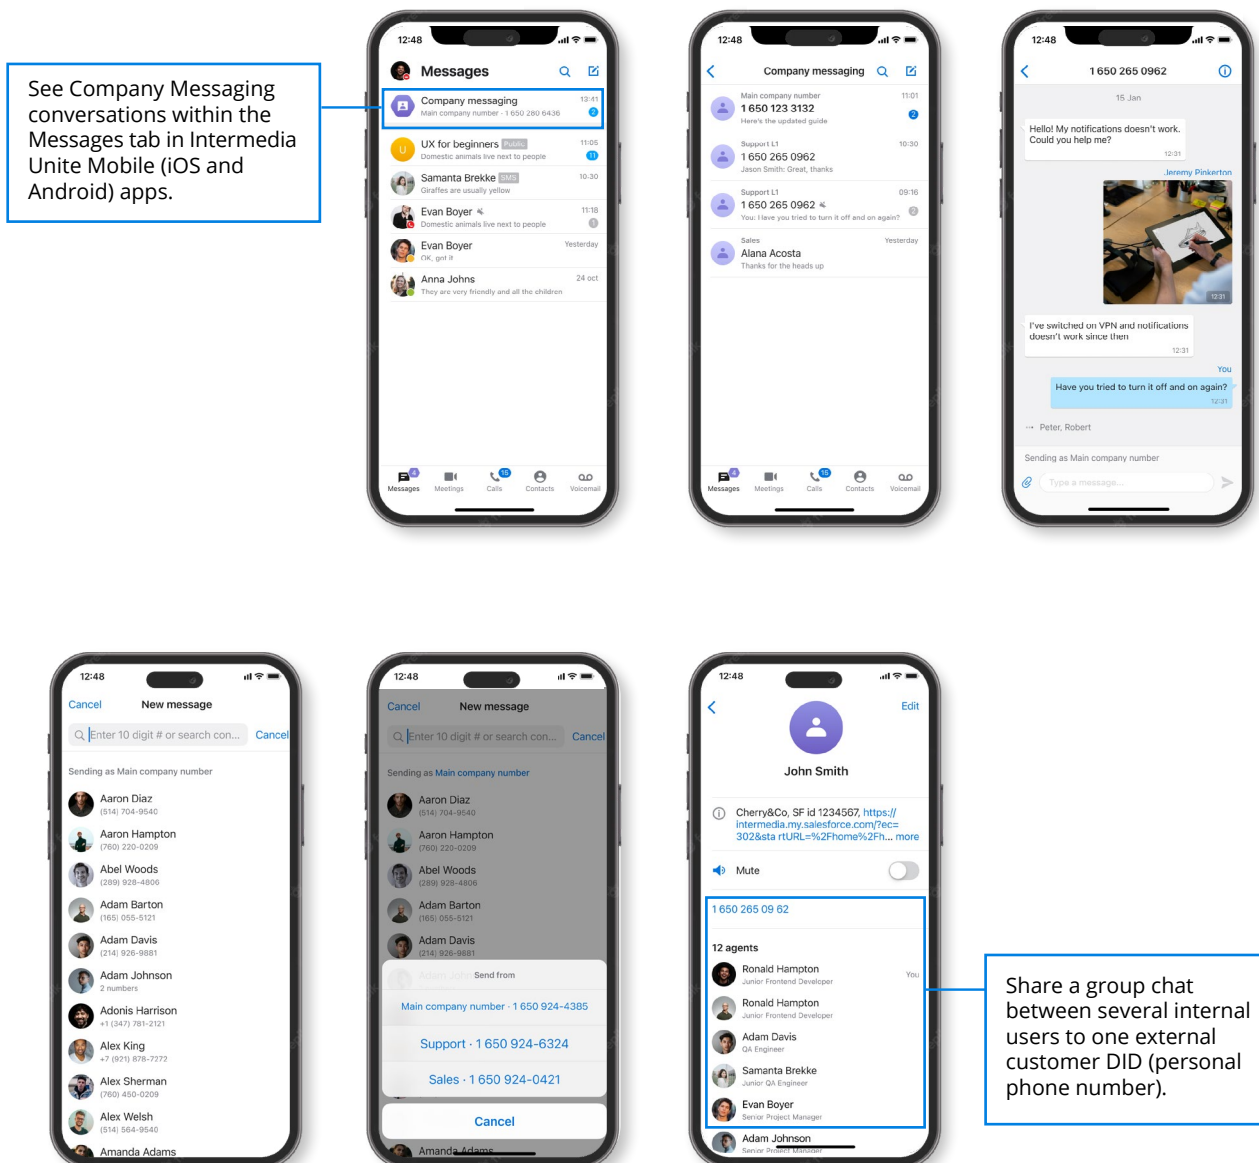 See Company Messaging
conversations within the
Messages tab in Intermedia
Unite Mobile (iOS and
Android) apps.
12:48
Messages
Company messaging 13:41
Main company number · 1 650 280 6436 2
UX for beginners Public 11:05
Domestic animals live next to people 11
Samanta Brekke SMS 10:30
Giraffes are usually yellow
Evan Boyer 11:18
Domestic animals live next to people 1
Evan Boyer Yesterday
OK, got it
Anna Johns 24 oct
They are very friendly and all the children
4 15
Messages Meetings Calls Contacts Voicemail
12:48
Company messaging
Main company number 11:01
1 650 123 3132 2
Here's the updated guide
Support L1 10:30
1 650 265 0962
Jason Smith: Great, thanks
Support L1 09:16
1 650 265 0962
You: Have you tried to turn it off and on again? 2
Sales Yesterday
Alana Acosta
Thanks for the heads up
4 15
Messages Meetings Calls Contacts Voicemail
12:48
1 650 265 0962
15 Jan
Hello! My notifications doesn't work.
Could you help me?
12:31
Jeremy Pinkerton
12:31
I've switched on VPN and notifications
doesn't work since then
12:31
You
Have you tried to turn it off and on again?
12:31
Peter, Robert
Sending as Main company number
Type a message...
12:48
Cancel New message
Enter 10 digit # or search con... Cancel
Sending as Main company number
Aaron Diaz
(514) 704-9540
Aaron Hampton
(760) 220-0209
Abel Woods
(289) 928-4806
Adam Barton
(165) 055-5121
Adam Davis
(214) 926-9881
Adam Johnson
2 numbers
Adonis Harrison
+1 (347) 781-2121
Alex King
+7 (921) 878-7272
Alex Sherman
(760) 450-0209
Alex Welsh
(514) 564-9540
Amanda Adams
12:48
Cancel New message
Enter 10 digit # or search con... Cancel
Sending as Main company number
Aaron Diaz
(514) 704-9540
Aaron Hampton
(760) 220-0209
Abel Woods
(289) 928-4806
Adam Barton
(165) 055-5121
Adam Davis
(214) 926-9881
Send from
Main company number · 1 650 924-4385
Support · 1 650 924-6324
Sales · 1 650 924-0421
Cancel
Amanda Adams
12:48
Edit
John Smith
Cherry&Co, SF id 1234567, https://
intermedia.my.salesforce.com/?ec=
302&sta rtURL=%2Fhome%2Fh... more
Mute
1 650 265 09 62
12 agents
Ronald Hampton You
Junior Frontend Developer
Ronald Hampton
Junior Frontend Developer
Adam Davis
QA Engineer
Samanta Brekke
Junior QA Engineer
Evan Boyer
Senior Project Manager
Adam Johnson
Senior Project Manager
Share a group chat
between several internal
users to one external
customer DID (personal
phone number).